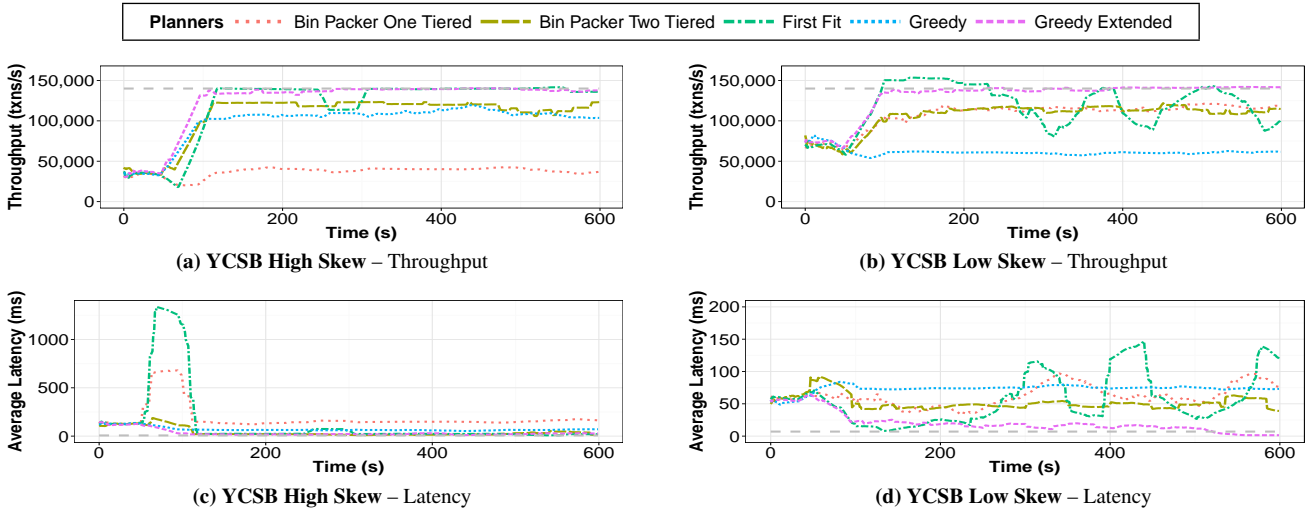 Planners Bin Packer One Tiered Bin Packer Two Tiered First Fit Greedy Greedy Extended
Throughput (txns/s)
150,000
100,000
50,000
0
0 200 400 600
Time (s)
(a) YCSB High Skew – Throughput
Throughput (txns/s)
150,000
100,000
50,000
0
0 200 400 600
Time (s)
(b) YCSB Low Skew – Throughput
Average Latency (ms)
1000
500
0
0 200 400 600
Time (s)
(c) YCSB High Skew – Latency
Average Latency (ms)
200
150
100
50
0
0 200 400 600
Time (s)
(d) YCSB Low Skew – Latency